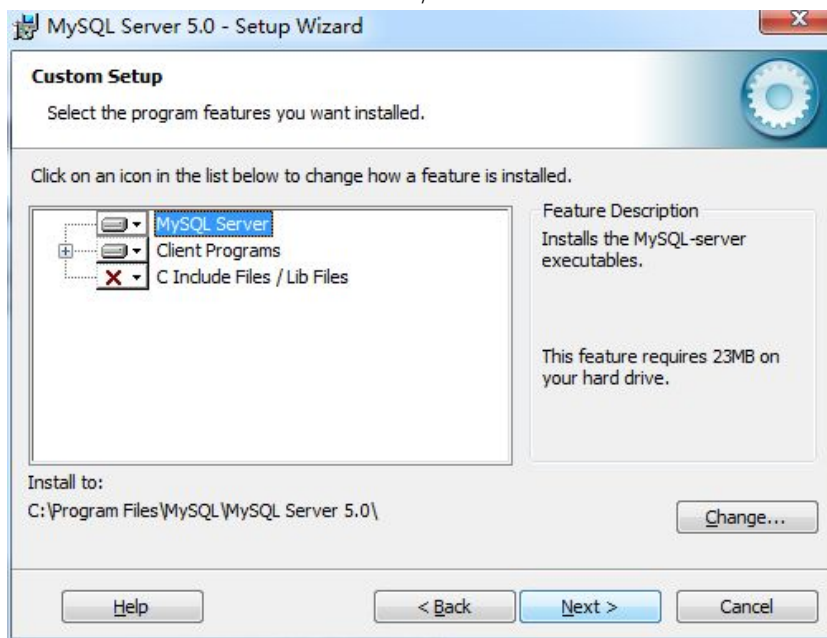 MySQL Server 5.0 - Setup Wizard
Custom Setup
Select the program features you want installed.
Click on an icon in the list below to change how a feature is installed.
MySQL Server
Client Programs
C Include Files / Lib Files
Feature Description
Installs the MySQL-server
executables.
This feature requires 23MB on
your hard drive.
Install to:
C:\Program Files\MySQL\MySQL Server 5.0\
Change...
Help
< Back
Next >
Cancel